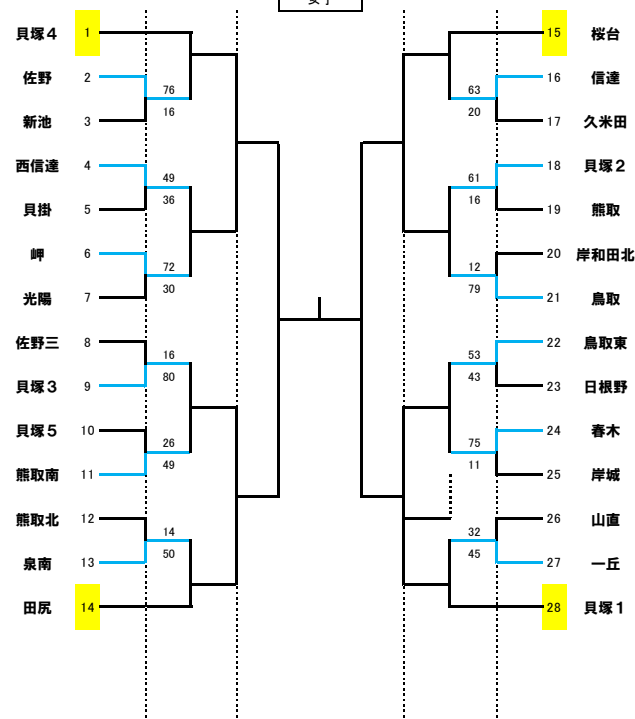 女子
貝塚4 1
佐野 2
76
16
新池 3
西信達 4
49
36
貝掛 5
岬 6
72
30
光陽 7
佐野三 8
16
80
貝塚3 9
貝塚5 10
26
49
熊取南 11
熊取北 12
14
50
泉南 13
田尻 14
15 桜台
16 信達
63
20
17 久米田
18 貝塚2
61
16
19 熊取
20 岸和田北
12
79
21 鳥取
22 鳥取東
53
43
23 日根野
24 春木
75
11
25 岸城
26 山直
32
45
27 一丘
28 貝塚1